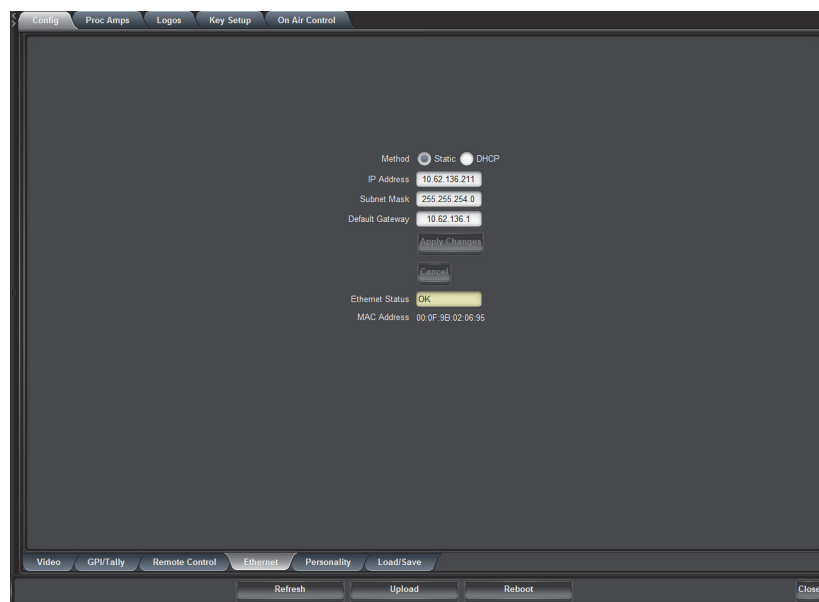 Config Proc Amps Logos Key Setup On Air Control
Method Static DHCP
IP Address 10.62.136.211
Subnet Mask 255.255.254.0
Default Gateway 10.62.136.1
Apply Changes
Cancel
Ethernet Status OK
MAC Address 00:0F:9B:02:06:95
Video GPI/Tally Remote Control Ethernet Personality Load/Save
Refresh Upload Reboot Close